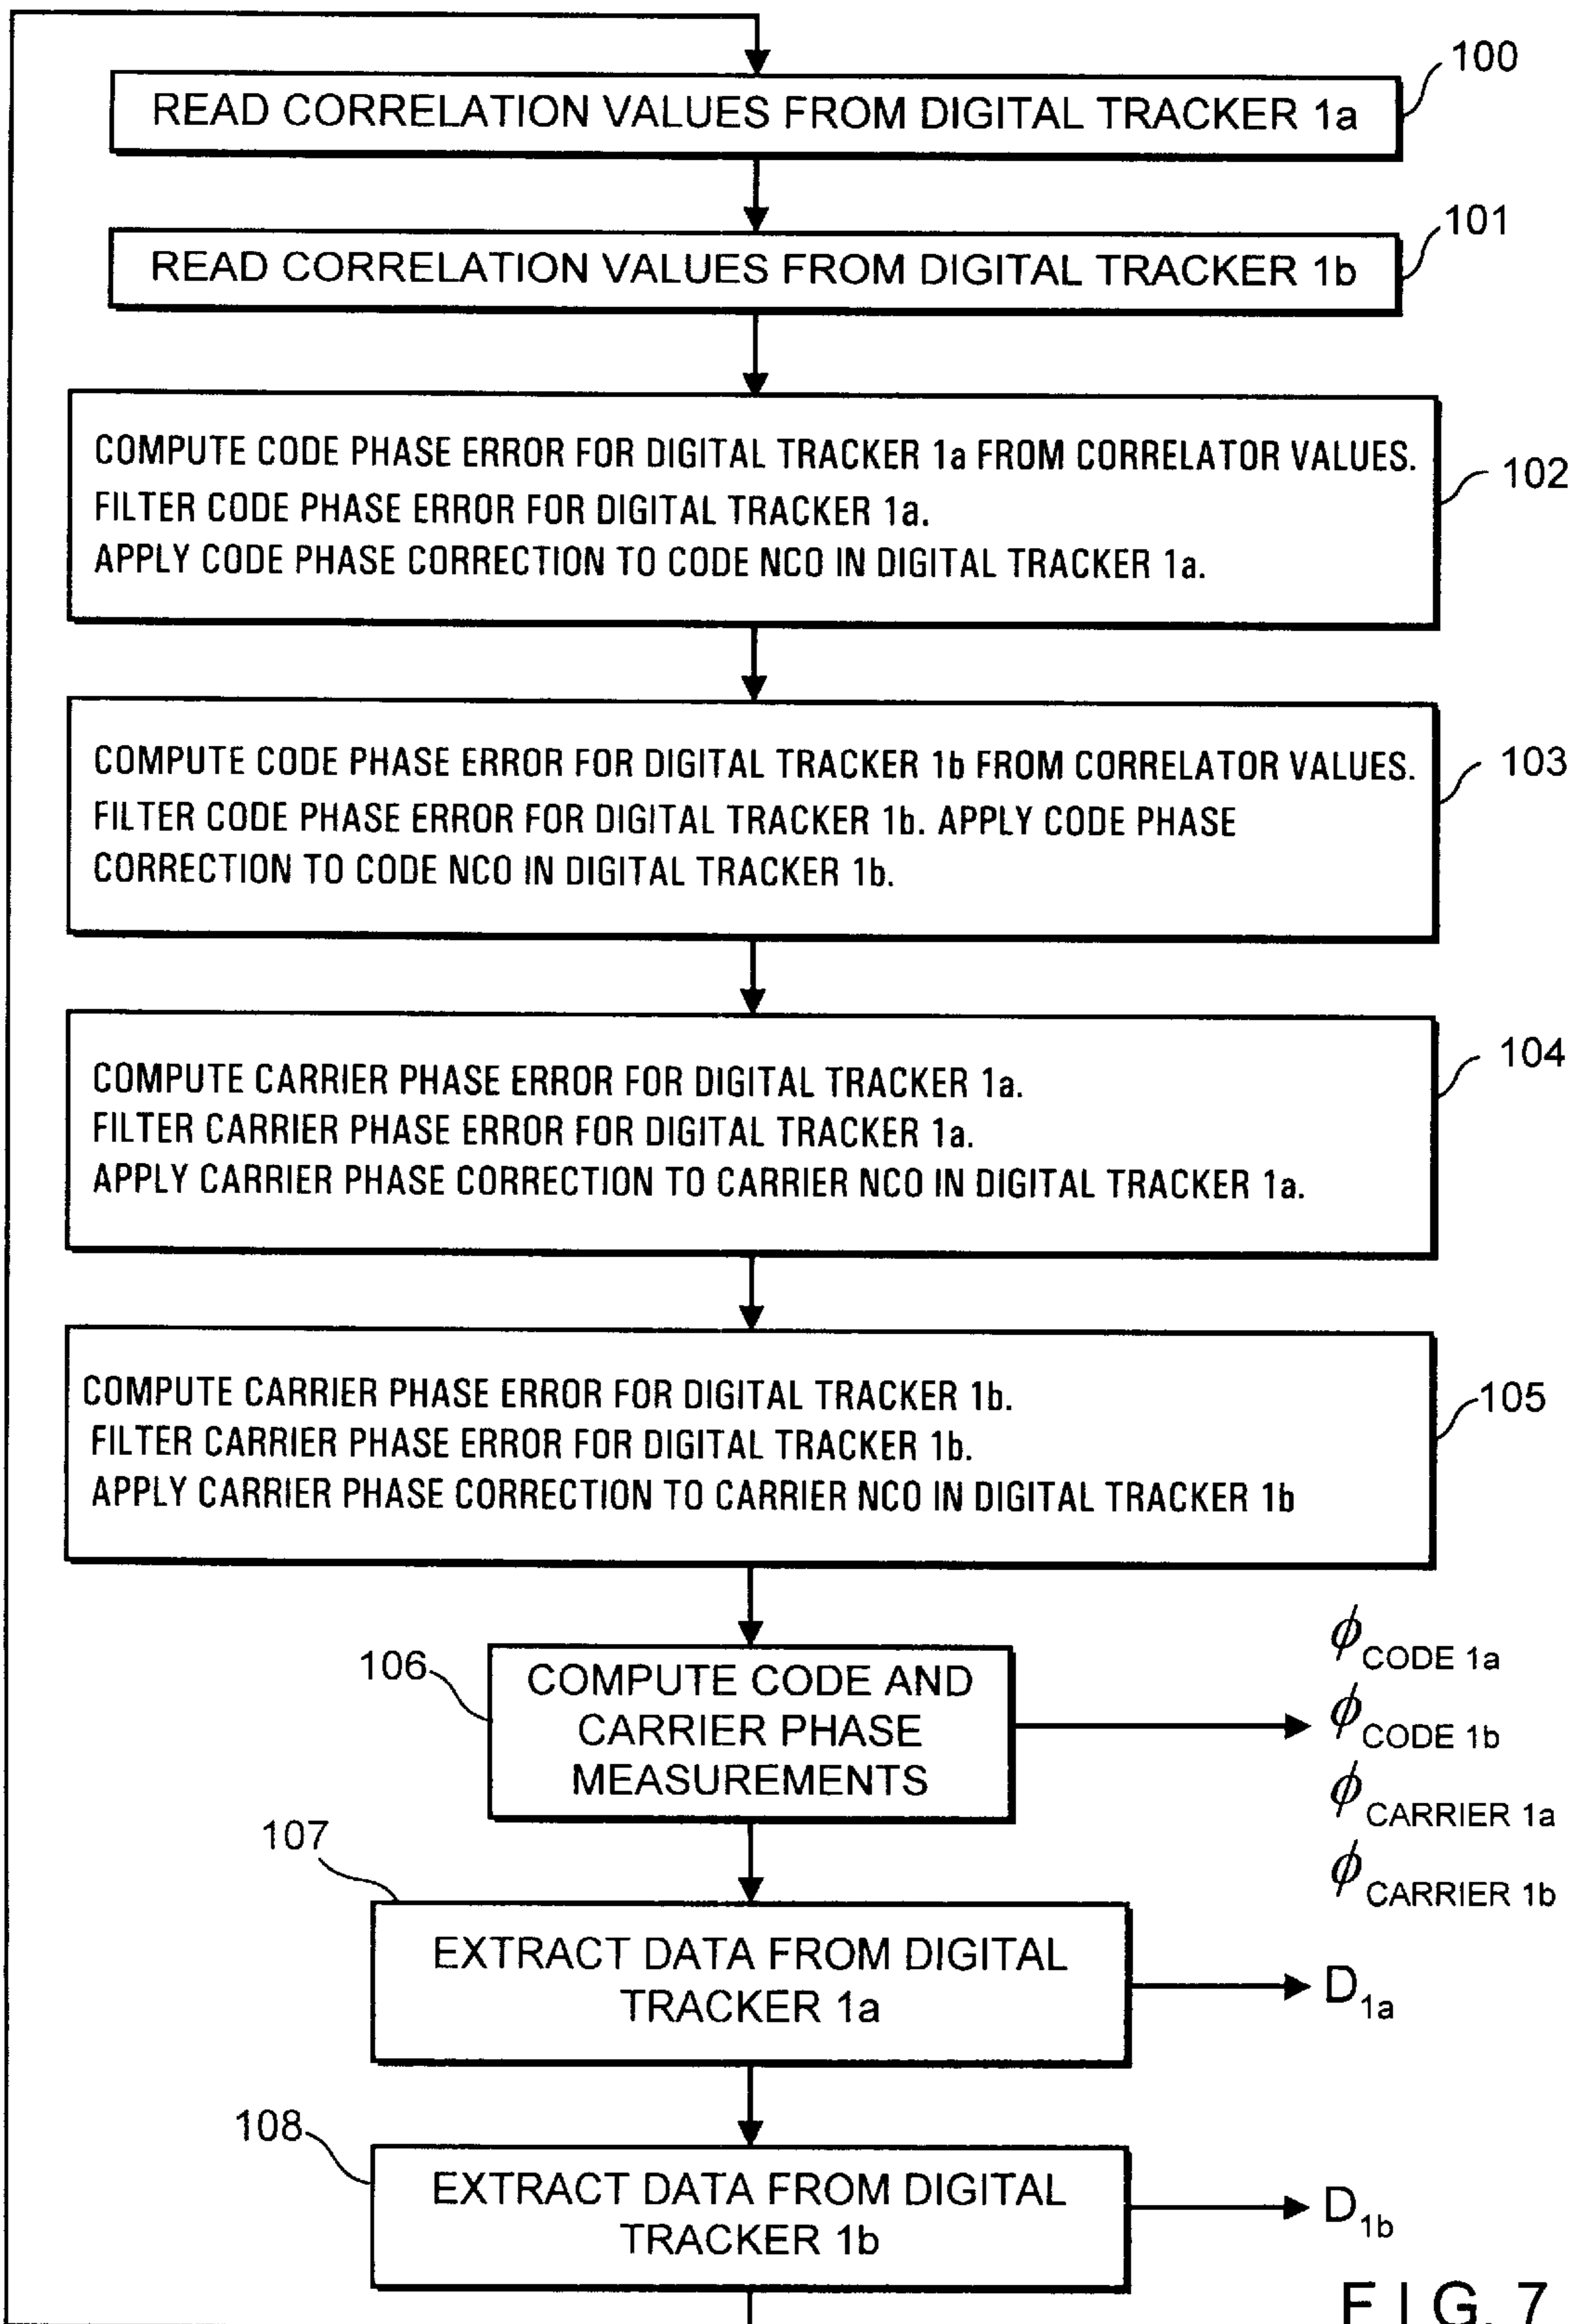 100
READ CORRELATION VALUES FROM DIGITAL TRACKER 1a
101
READ CORRELATION VALUES FROM DIGITAL TRACKER 1b
COMPUTE CODE PHASE ERROR FOR DIGITAL TRACKER 1a FROM CORRELATOR VALUES.
FILTER CODE PHASE ERROR FOR DIGITAL TRACKER 1a.
APPLY CODE PHASE CORRECTION TO CODE NCO IN DIGITAL TRACKER 1a.
102
COMPUTE CODE PHASE ERROR FOR DIGITAL TRACKER 1b FROM CORRELATOR VALUES.
FILTER CODE PHASE ERROR FOR DIGITAL TRACKER 1b. APPLY CODE PHASE
CORRECTION TO CODE NCO IN DIGITAL TRACKER 1b.
103
COMPUTE CARRIER PHASE ERROR FOR DIGITAL TRACKER 1a.
FILTER CARRIER PHASE ERROR FOR DIGITAL TRACKER 1a.
APPLY CARRIER PHASE CORRECTION TO CARRIER NCO IN DIGITAL TRACKER 1a.
104
COMPUTE CARRIER PHASE ERROR FOR DIGITAL TRACKER 1b.
FILTER CARRIER PHASE ERROR FOR DIGITAL TRACKER 1b.
APPLY CARRIER PHASE CORRECTION TO CARRIER NCO IN DIGITAL TRACKER 1b
105
106
COMPUTE CODE AND
CARRIER PHASE
MEASUREMENTS
ϕ CODE 1a
ϕ CODE 1b
ϕ CARRIER 1a
ϕ CARRIER 1b
107
EXTRACT DATA FROM DIGITAL
TRACKER 1a
D1a
108
EXTRACT DATA FROM DIGITAL
TRACKER 1b
D1b
FIG. 7